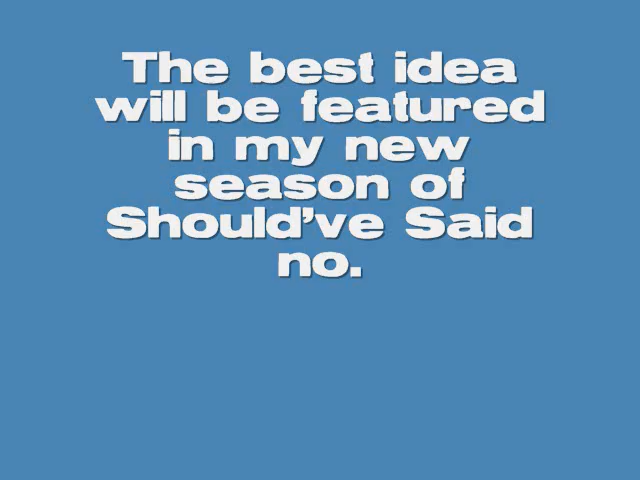 The best idea
will be featured
in my new
season of
Should've Said
no.